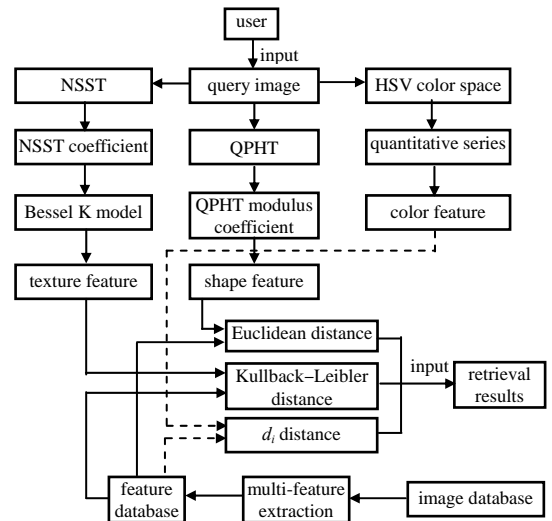 user
input
NSST
query image
HSV color space
NSST coefficient
QPHT
quantitative series
Bessel K model
QPHT modulus
coefficient
color feature
texture feature
shape feature
Euclidean distance
Kullback–Leibler
distance
input
retrieval
results
di distance
feature
database
multi-feature
extraction
image database